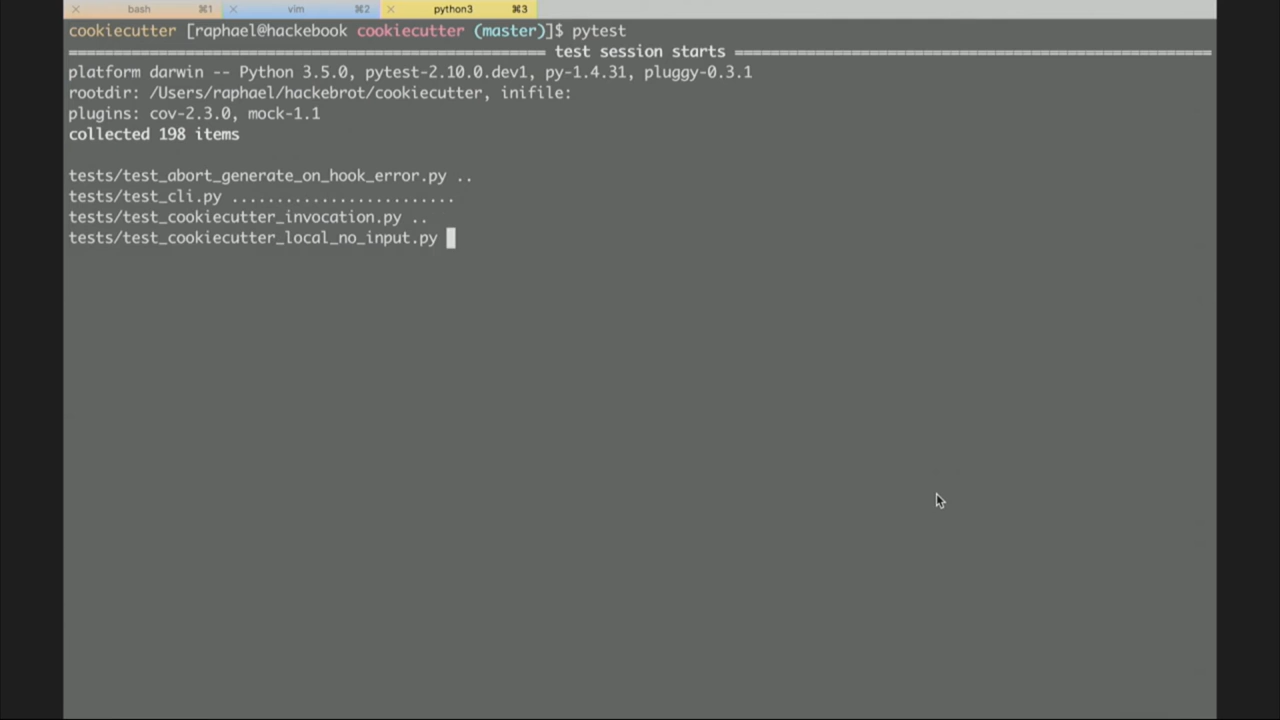 bash ⌘1 vim ⌘2 python3 ⌘3
cookiecutter [raphael@hackebook cookiecutter (master)]$ pytest
============================= test session starts =============================
platform darwin -- Python 3.5.0, pytest-2.10.0.dev1, py-1.4.31, pluggy-0.3.1
rootdir: /Users/raphael/hackebrot/cookiecutter, inifile:
plugins: cov-2.3.0, mock-1.1
collected 198 items
tests/test_abort_generate_on_hook_error.py ..
tests/test_cli.py .........................
tests/test_cookiecutter_invocation.py ..
tests/test_cookiecutter_local_no_input.py